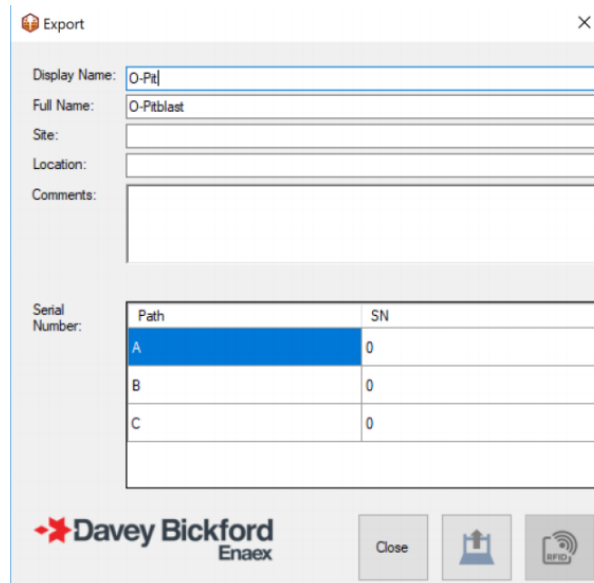 Export
Display Name: O-Pit
Full Name: O-Pitblast
Site:
Location:
Comments:
Serial
Number:
Path SN
A 0
B 0
C 0
Davey Bickford
Enaex
Close
RFID